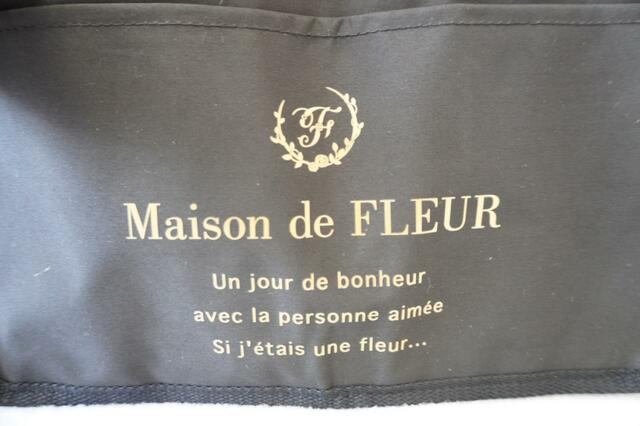 F
Maison de FLEUR
Un jour de bonheur
avec la personne aimée
Si j'étais une fleur...